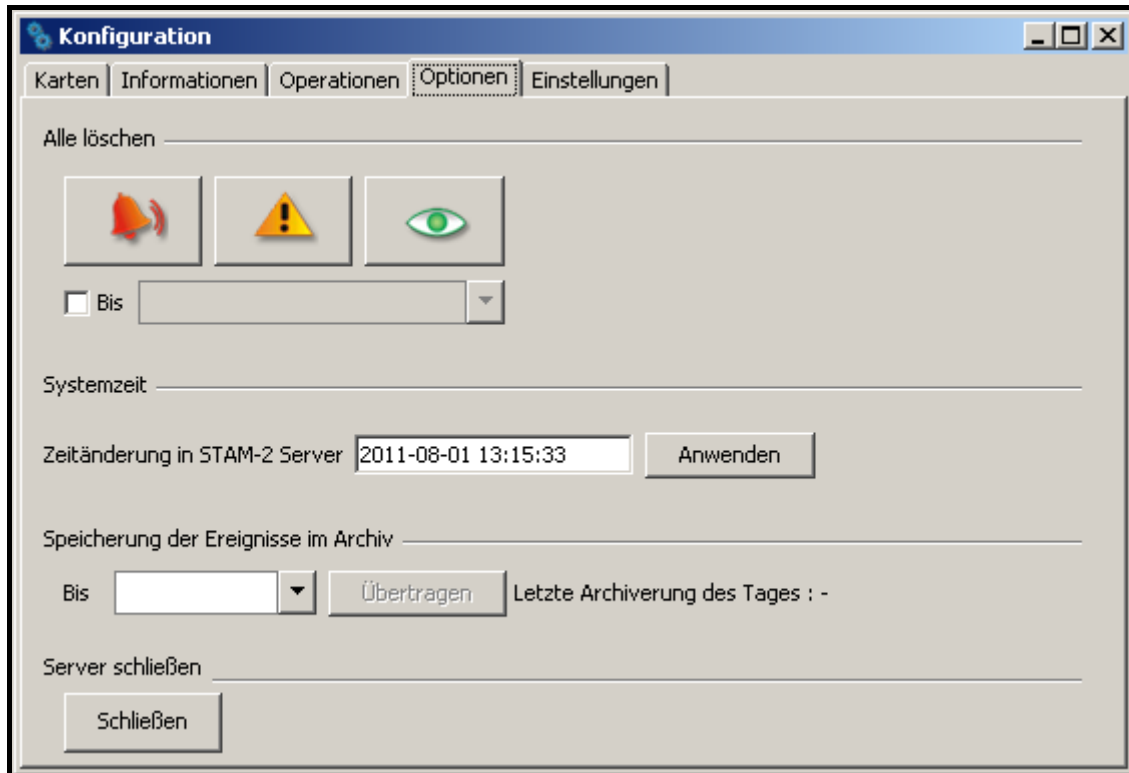 Konfiguration
Karten Informationen Operationen Optionen Einstellungen
Alle löschen
Bis
Systemzeit
Zeitänderung in STAM-2 Server 2011-08-01 13:15:33 Anwenden
Speicherung der Ereignisse im Archiv
Bis Übertragen Letzte Archiverung des Tages : -
Server schließen
Schließen